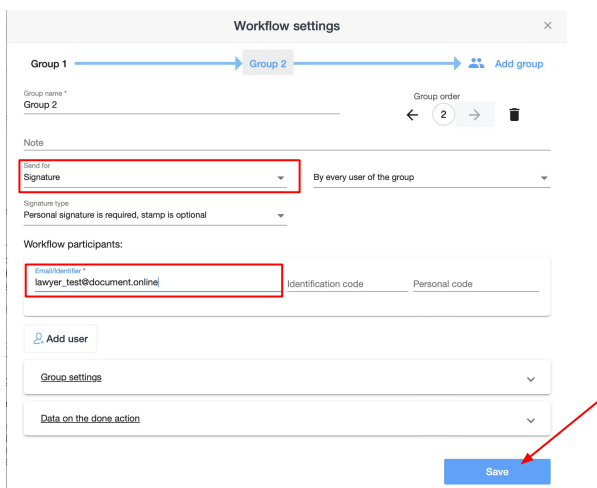 Workflow settings
Group 1 Group 2 Add group
Group name *
Group 2
Group order
2
Note
Send for
Signature
By every user of the group
Signature type
Personal signature is required, stamp is optional
Workflow participants:
Email/Identifier *
lawyer_test@document.online
Identification code
Personal code
Add user
Group settings
Data on the done action
Save